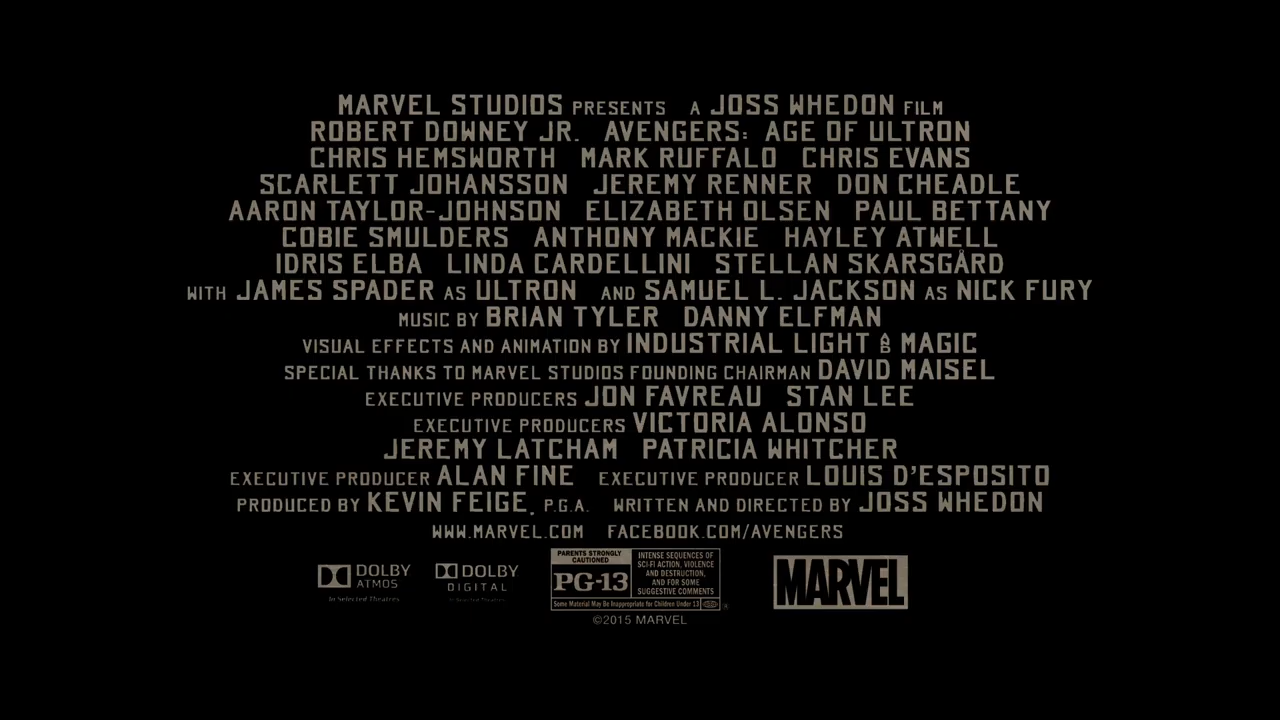 MARVEL STUDIOS PRESENTS A JOSS WHEDON FILM
ROBERT DOWNEY JR. AVENGERS: AGE OF ULTRON
CHRIS HEMSWORTH MARK RUFFALO CHRIS EVANS
SCARLETT JOHANSSON JEREMY RENNER DON CHEADLE
AARON TAYLOR-JOHNSON ELIZABETH OLSEN PAUL BETTANY
COBIE SMULDERS ANTHONY MACKIE HAYLEY ATWELL
IDRIS ELBA LINDA CARDELLINI STELLAN SKARSGÅRD
WITH JAMES SPADER AS ULTRON AND SAMUEL L. JACKSON AS NICK FURY
MUSIC BY BRIAN TYLER DANNY ELFMAN
VISUAL EFFECTS AND ANIMATION BY INDUSTRIAL LIGHT & MAGIC
SPECIAL THANKS TO MARVEL STUDIOS FOUNDING CHAIRMAN DAVID MAISEL
EXECUTIVE PRODUCERS JON FAVREAU STAN LEE
EXECUTIVE PRODUCERS VICTORIA ALONSO
JEREMY LATCHAM PATRICIA WHITCHER
EXECUTIVE PRODUCER ALAN FINE EXECUTIVE PRODUCER LOUIS D'ESPOSITO
PRODUCED BY KEVIN FEIGE, P.G.A. WRITTEN AND DIRECTED BY JOSS WHEDON
WWW.MARVEL.COM FACEBOOK.COM/AVENGERS
DOLBY
ATMOS
In Selected Theatres
DOLBY
DIGITAL
In Selected Theatres
PARENTS STRONGLY
CAUTIONED
PG-13
INTENSE SEQUENCES OF
SCI-FI ACTION, VIOLENCE
AND DESTRUCTION,
AND FOR SOME
SUGGESTIVE COMMENTS
Some Material May Be Inappropriate for Children Under 13
MARVEL
©2015 MARVEL